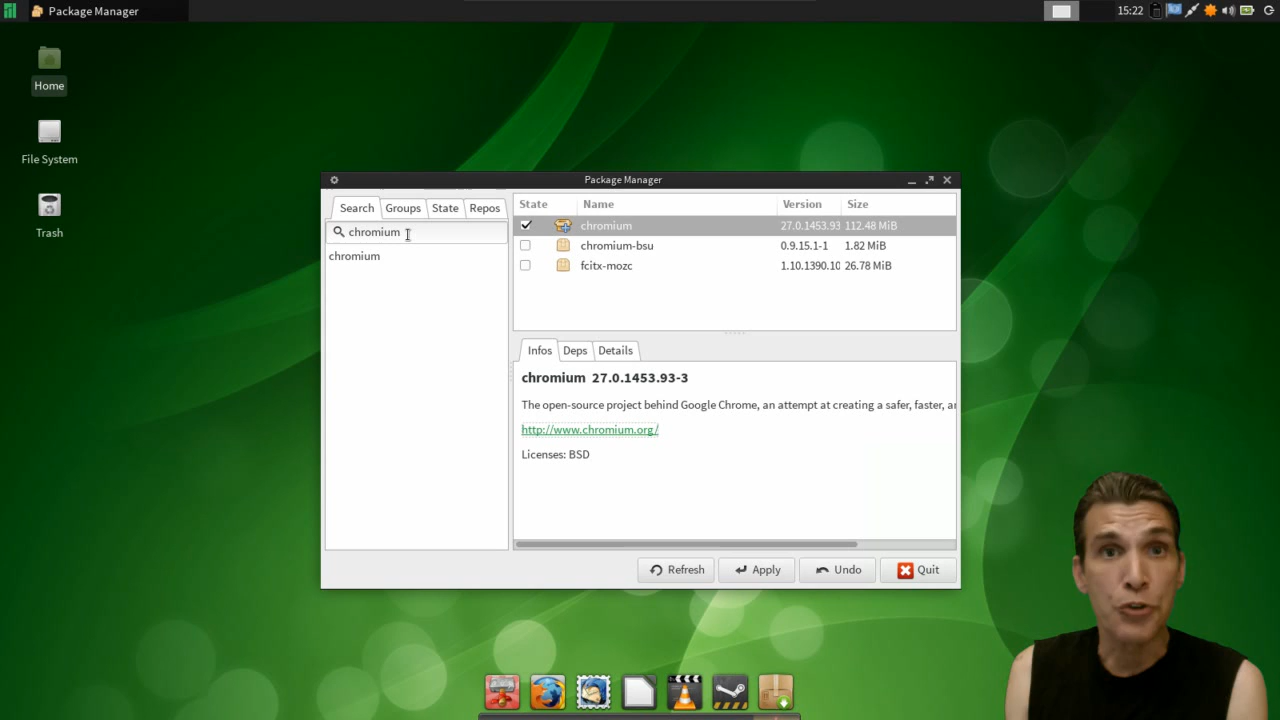 Package Manager
15:22
Home
File System
Trash
Package Manager
Search Groups State Repos
chromium
chromium
State Name Version Size
chromium 27.0.1453.93 112.48 MiB
chromium-bsu 0.9.15.1-1 1.82 MiB
fcitx-mozc 1.10.1390.10 26.78 MiB
Infos Deps Details
chromium 27.0.1453.93-3
The open-source project behind Google Chrome, an attempt at creating a safer, faster, ar
http://www.chromium.org/
Licenses: BSD
Refresh Apply Undo Quit